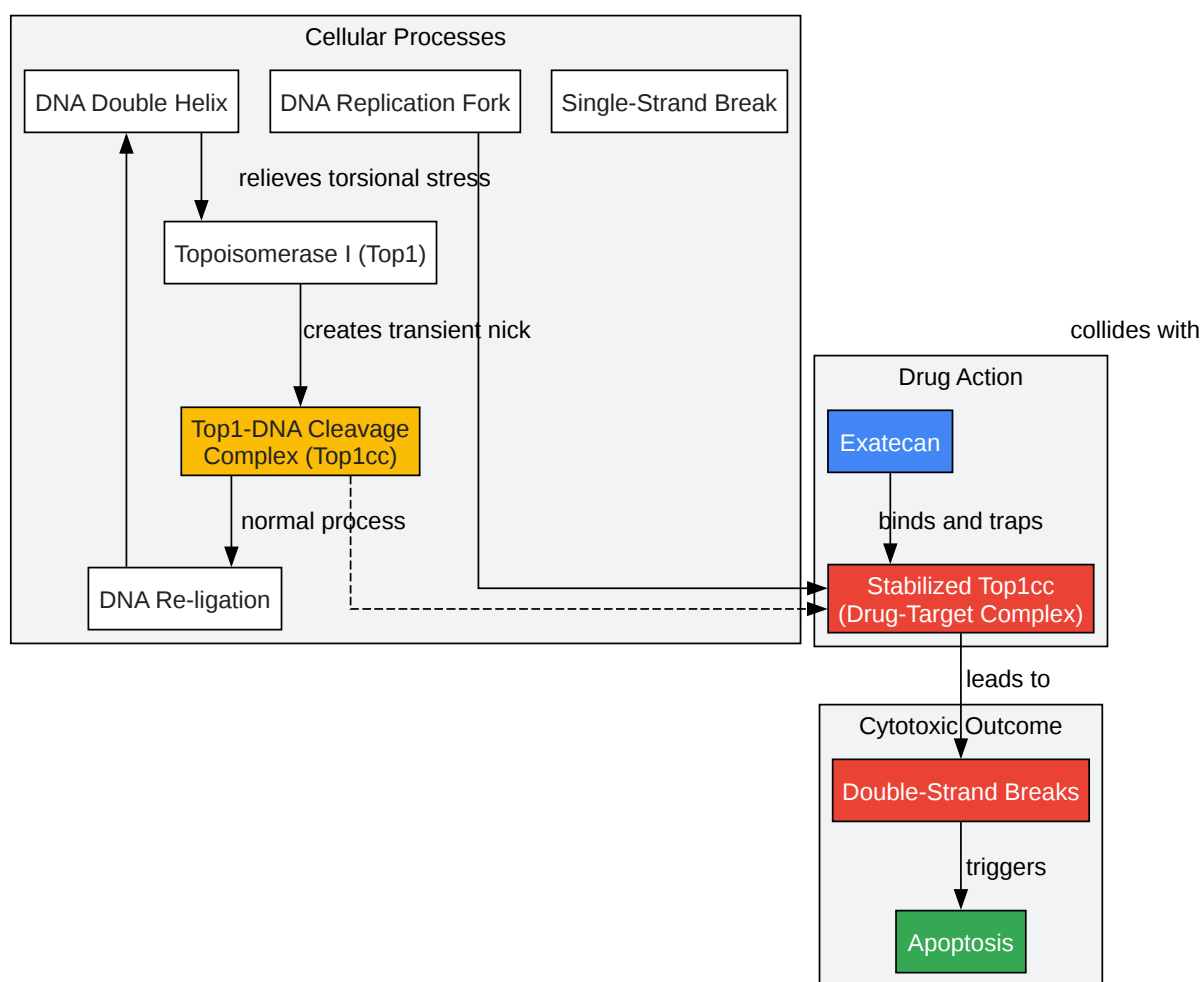 Cellular Processes
DNA Double Helix
DNA Replication Fork
Single-Strand Break
relieves torsional stress
Topoisomerase I (Top1)
creates transient nick
collides with
Drug Action
Top1-DNA Cleavage
Complex (Top1cc)
Exatecan
normal process
binds and traps
DNA Re-ligation
Stabilized Top1cc
(Drug-Target Complex)
leads to
Cytotoxic Outcome
Double-Strand Breaks
triggers
Apoptosis